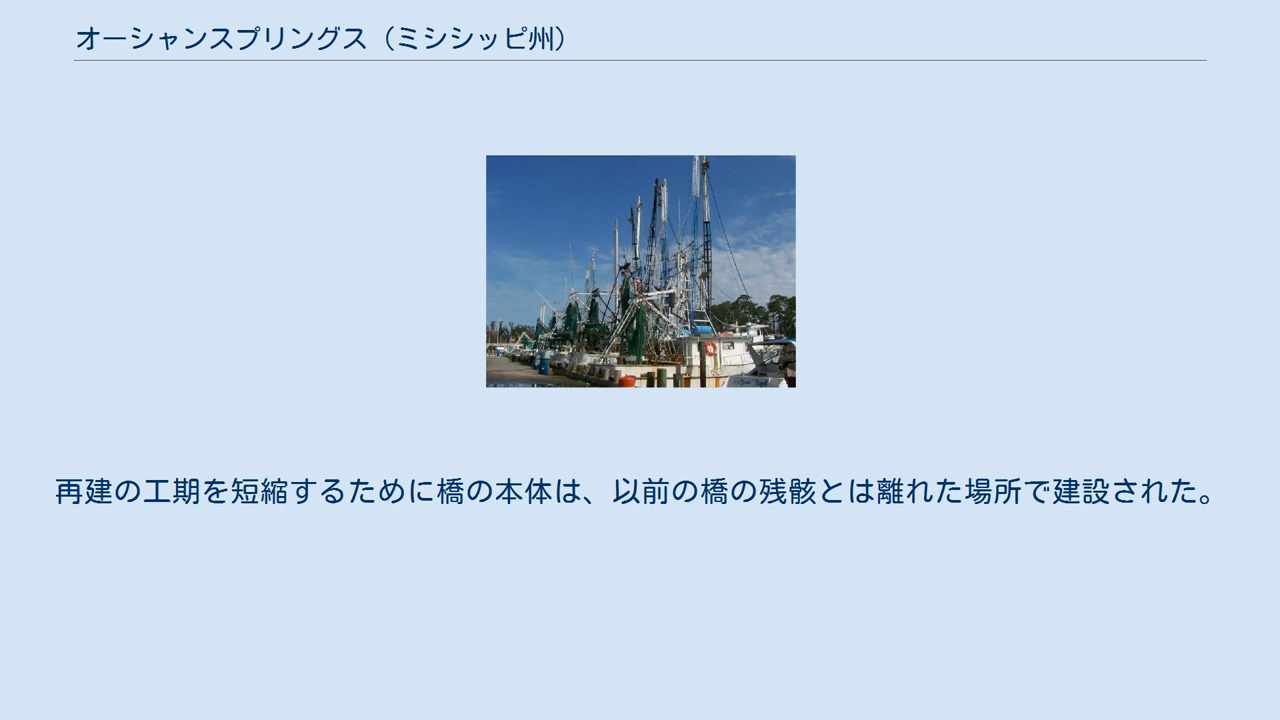 オーシャンスプリングス（ミシシッピ州）
再建の工期を短縮するために橋の本体は、以前の橋の残骸とは離れた場所で建設された。